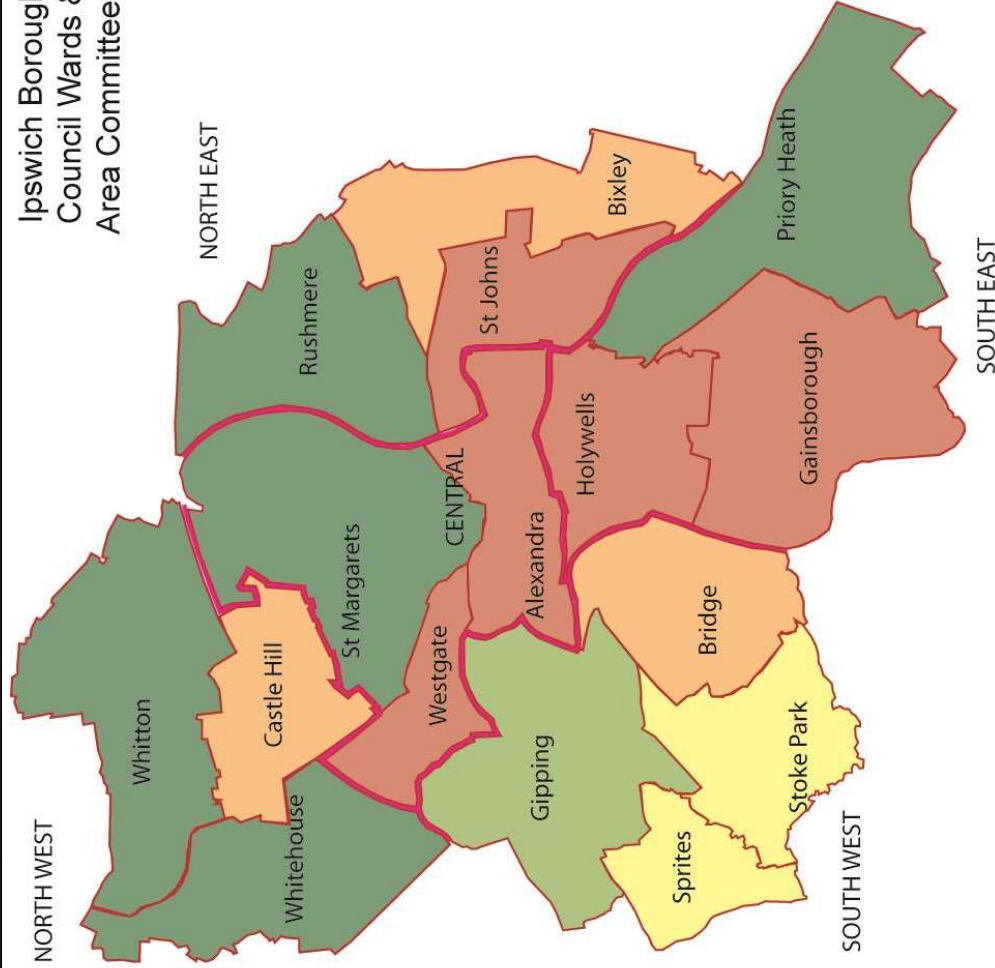 Ipswich Boroug
Council Wards &
Area Committee
NORTH WEST
Whitton
NORTH EAST
Castle Hill
Whitehouse
Rushmere
St Margarets
Westgate
CENTRAL
St Johns
Alexandra
Gipping
Holywells
Bixley
Sprites
Bridge
Priory Heath
Stoke Park
Gainsborough
SOUTH WEST
SOUTH EAST